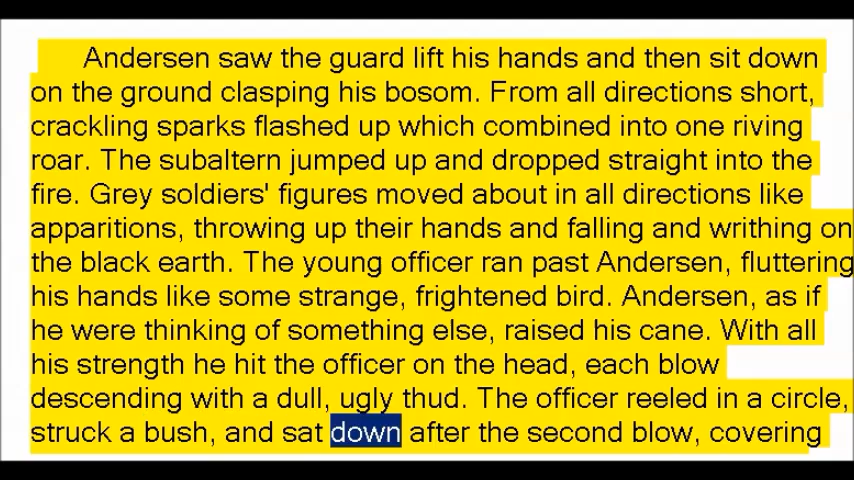 Andersen saw the guard lift his hands and then sit down
on the ground clasping his bosom. From all directions short,
crackling sparks flashed up which combined into one riving
roar. The subaltern jumped up and dropped straight into the
fire. Grey soldiers' figures moved about in all directions like
apparitions, throwing up their hands and falling and writhing on
the black earth. The young officer ran past Andersen, fluttering
his hands like some strange, frightened bird. Andersen, as if
he were thinking of something else, raised his cane. With all
his strength he hit the officer on the head, each blow
descending with a dull, ugly thud. The officer reeled in a circle,
struck a bush, and sat down after the second blow, covering